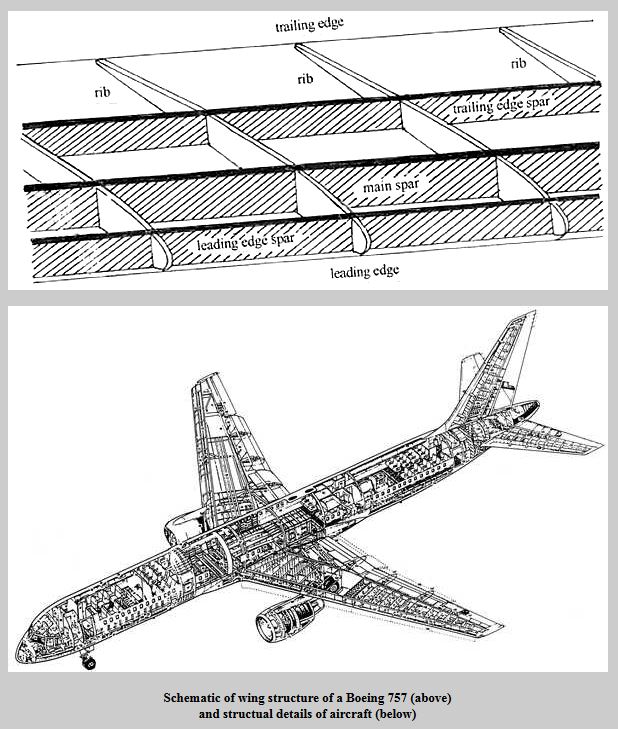 trailing edge
rib
rib
rib
trailing edge spar
main spar
leading edge spar
leading edge
Schematic of wing structure of a Boeing 757 (above)
and structual details of aircraft (below)